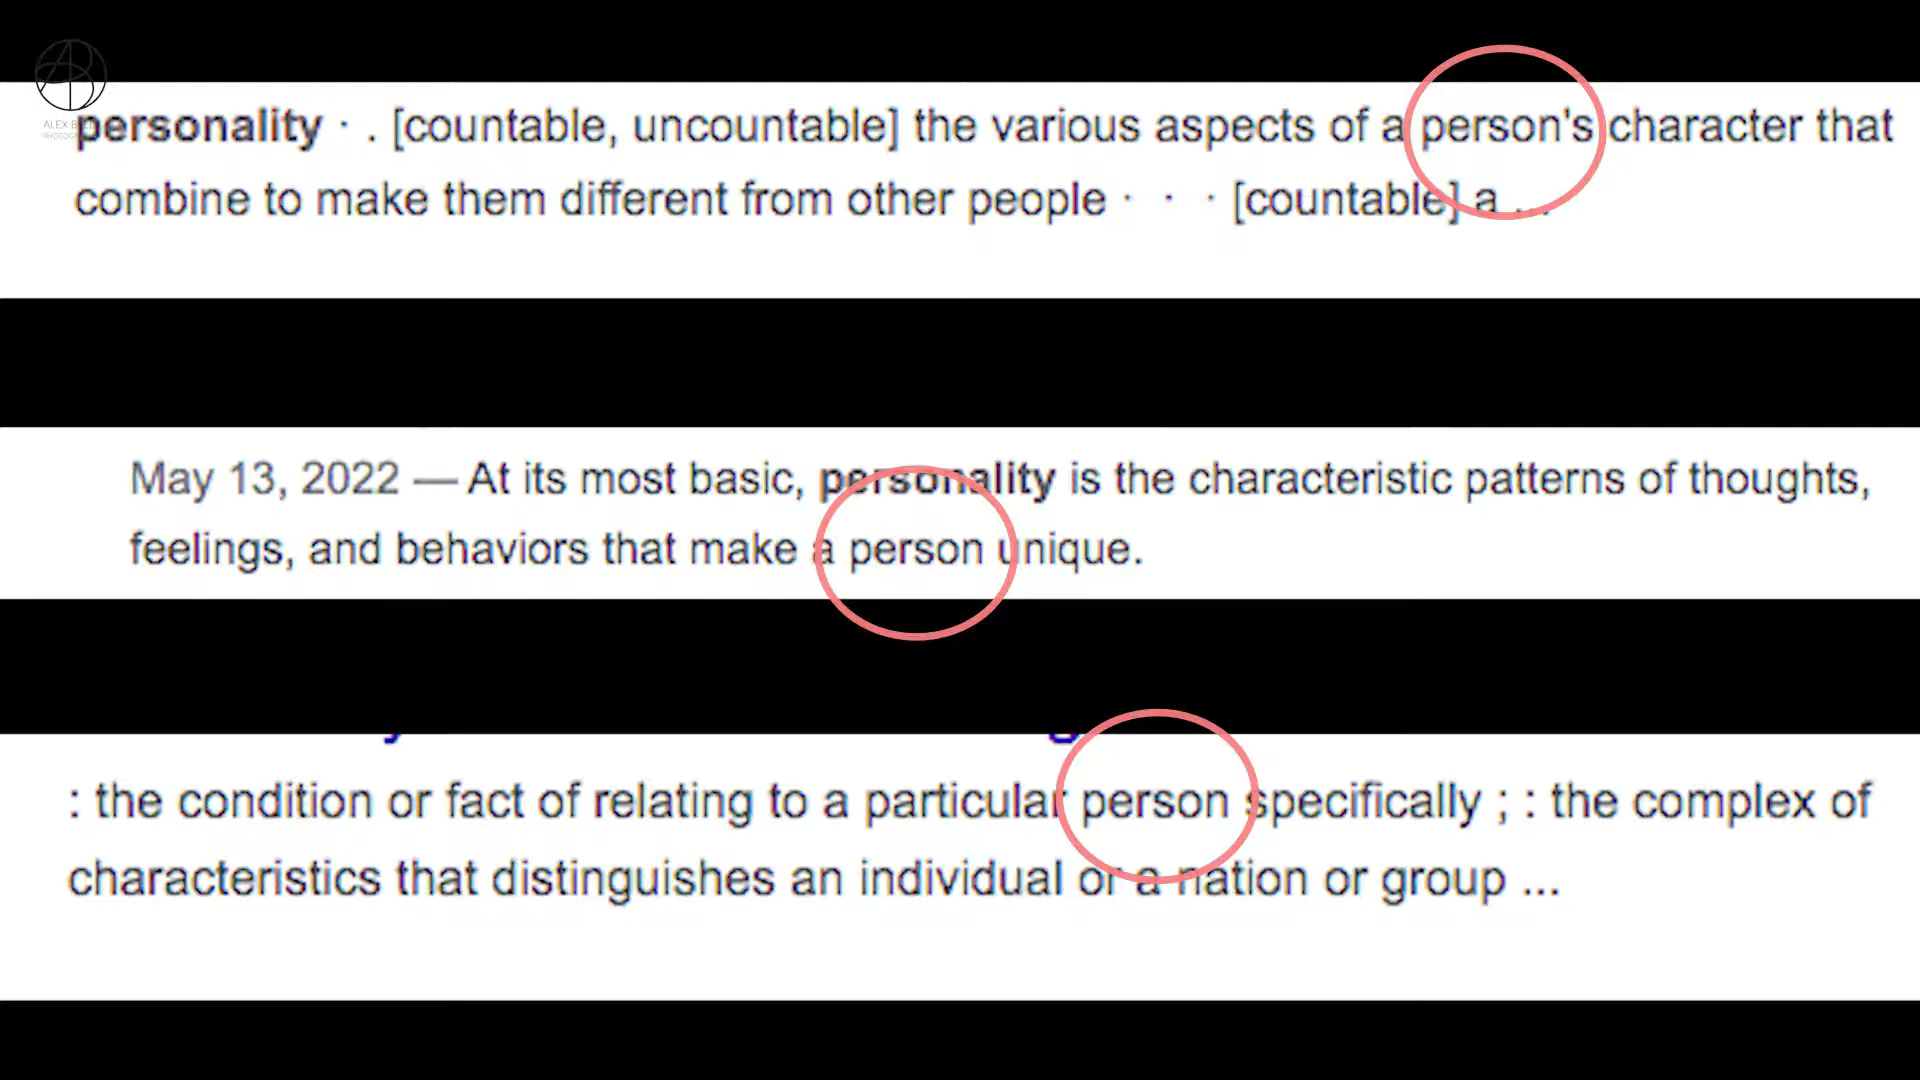 personality · . [countable, uncountable] the various aspects of a person's character that
combine to make them different from other people · · · [countable] a ...
May 13, 2022 — At its most basic, personality is the characteristic patterns of thoughts,
feelings, and behaviors that make a person unique.
: the condition or fact of relating to a particular person specifically ; : the complex of
characteristics that distinguishes an individual or a nation or group ...